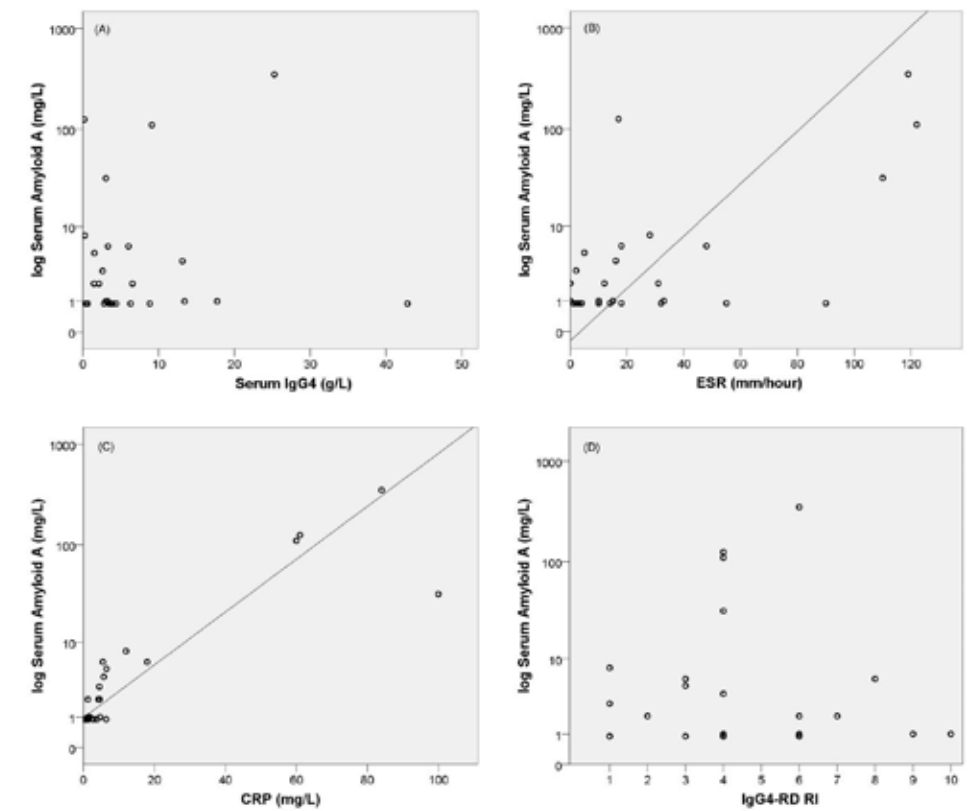 (A)
1000
100
10
1
0
log Serum Amyloid A (mg/L)
0 10 20 30 40 50
Serum IgG4 (g/L)
(B)
1000
100
10
1
0
log Serum Amyloid A (mg/L)
0 20 40 60 80 100 120
ESR (mm/hour)
(C)
1000
100
10
1
0
log Serum Amyloid A (mg/L)
0 20 40 60 80 100
CRP (mg/L)
(D)
1000
100
10
1
0
log Serum Amyloid A (mg/L)
1 2 3 4 5 6 7 8 9 10
IgG4-RD RI